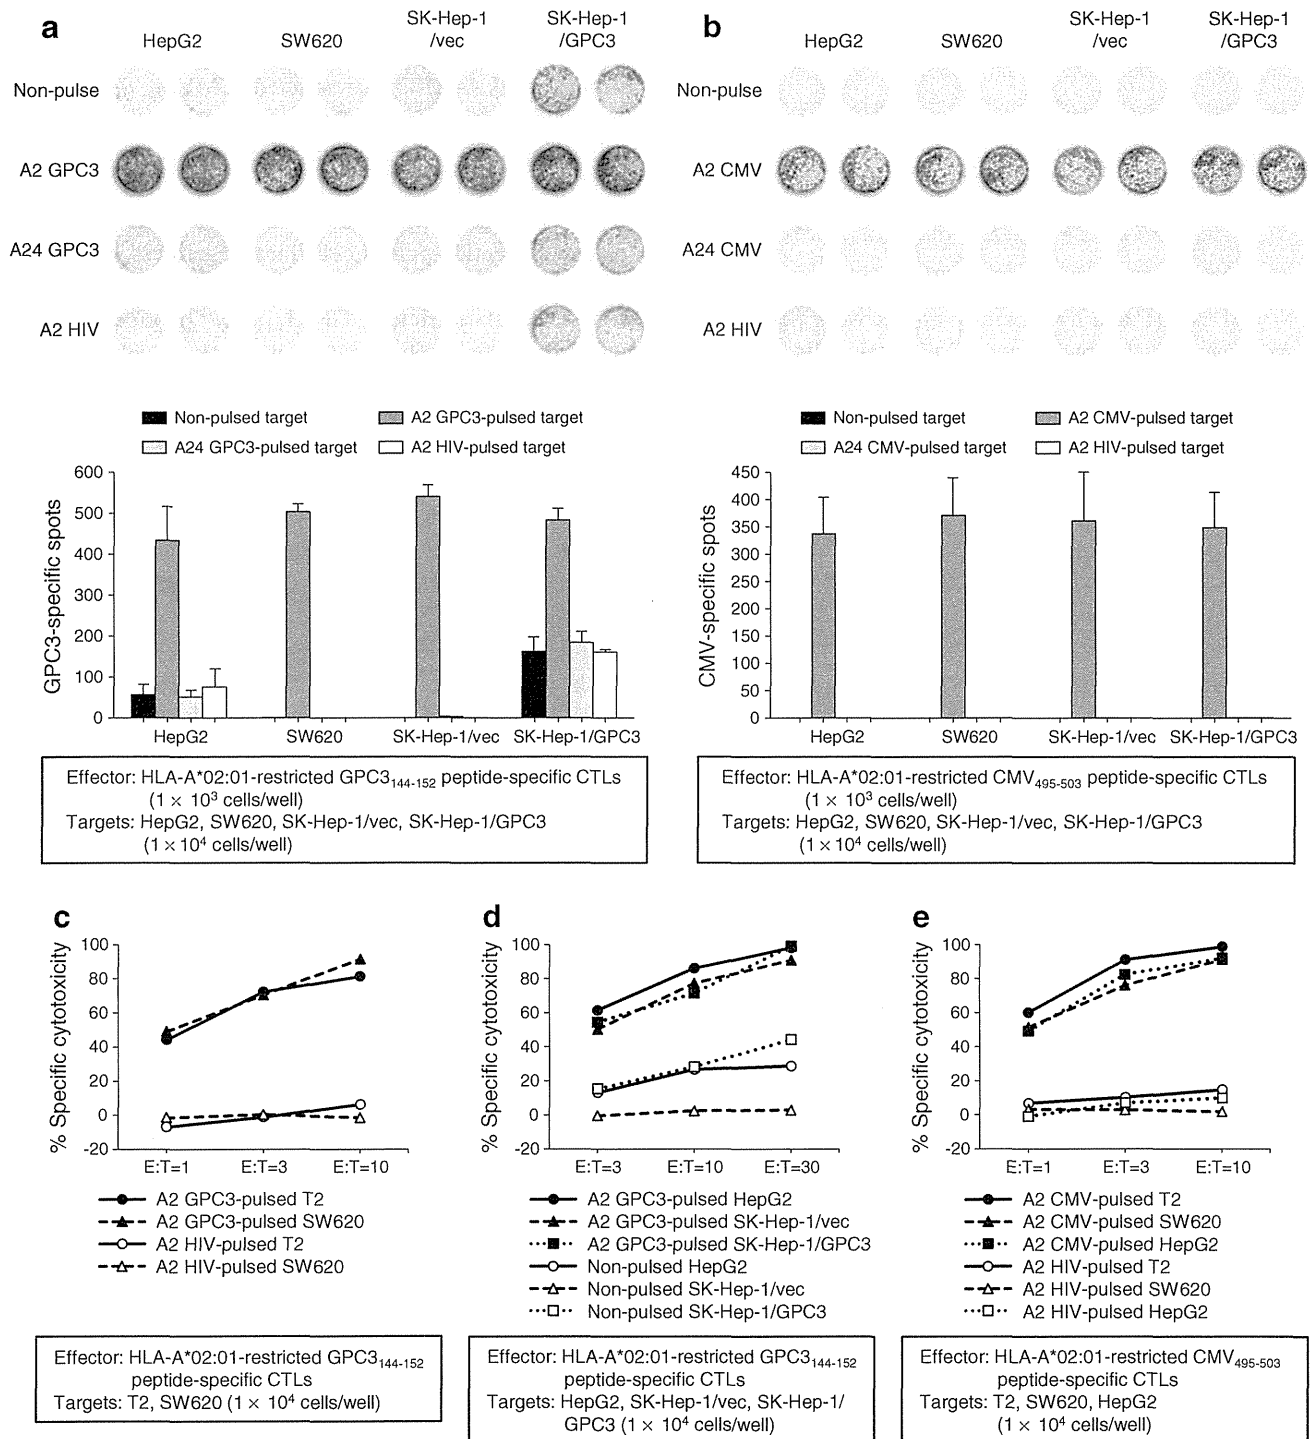 a
HepG2
SW620
SK-Hep-1
/vec
SK-Hep-1
/GPC3
Non-pulse
A2 GPC3
A24 GPC3
A2 HIV
Non-pulsed target
A2 GPC3-pulsed target
A24 GPC3-pulsed target
A2 HIV-pulsed target
GPC3-specific spots
600
500
400
300
200
100
0
HepG2
SW620
SK-Hep-1/vec
SK-Hep-1/GPC3
Effector: HLA-A*02:01-restricted GPC3144-152 peptide-specific CTLs
(1 × 10³ cells/well)
Targets: HepG2, SW620, SK-Hep-1/vec, SK-Hep-1/GPC3
(1 × 10⁴ cells/well)
b
HepG2
SW620
SK-Hep-1
/vec
SK-Hep-1
/GPC3
Non-pulse
A2 CMV
A24 CMV
A2 HIV
Non-pulsed target
A2 CMV-pulsed target
A24 CMV-pulsed target
A2 HIV-pulsed target
CMV-specific spots
450
400
350
300
250
200
150
100
50
0
HepG2
SW620
SK-Hep-1/vec
SK-Hep-1/GPC3
Effector: HLA-A*02:01-restricted CMV495-503 peptide-specific CTLs
(1 × 10³ cells/well)
Targets: HepG2, SW620, SK-Hep-1/vec, SK-Hep-1/GPC3
(1 × 10⁴ cells/well)
c
% Specific cytotoxicity
100
80
60
40
20
0
-20
E:T=1
E:T=3
E:T=10
A2 GPC3-pulsed T2
A2 GPC3-pulsed SW620
A2 HIV-pulsed T2
A2 HIV-pulsed SW620
Effector: HLA-A*02:01-restricted GPC3144-152
peptide-specific CTLs
Targets: T2, SW620 (1 × 10⁴ cells/well)
d
% Specific cytotoxicity
100
80
60
40
20
0
-20
E:T=3
E:T=10
E:T=30
A2 GPC3-pulsed HepG2
A2 GPC3-pulsed SK-Hep-1/vec
A2 GPC3-pulsed SK-Hep-1/GPC3
Non-pulsed HepG2
Non-pulsed SK-Hep-1/vec
Non-pulsed SK-Hep-1/GPC3
Effector: HLA-A*02:01-restricted GPC3144-152
peptide-specific CTLs
Targets: HepG2, SK-Hep-1/vec, SK-Hep-1/
GPC3 (1 × 10⁴ cells/well)
e
% Specific cytotoxicity
100
80
60
40
20
0
-20
E:T=1
E:T=3
E:T=10
A2 CMV-pulsed T2
A2 CMV-pulsed SW620
A2 CMV-pulsed HepG2
A2 HIV-pulsed T2
A2 HIV-pulsed SW620
A2 HIV-pulsed HepG2
Effector: HLA-A*02:01-restricted CMV495-503
peptide-specific CTLs
Targets: T2, SW620, HepG2
(1 × 10⁴ cells/well)